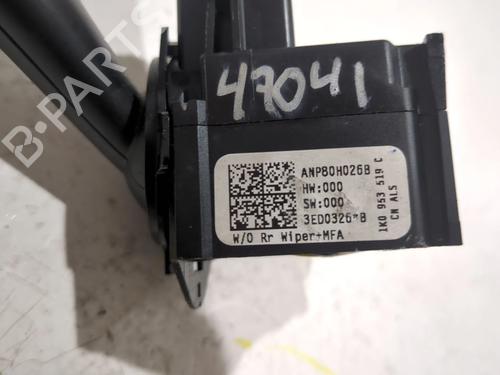 47041
ANP80H026B
HW:000
SW:000
3ED0326*B
W/O Rr Wiper+MFA
1K0 953 519 C
CN ALS
B-PARTS